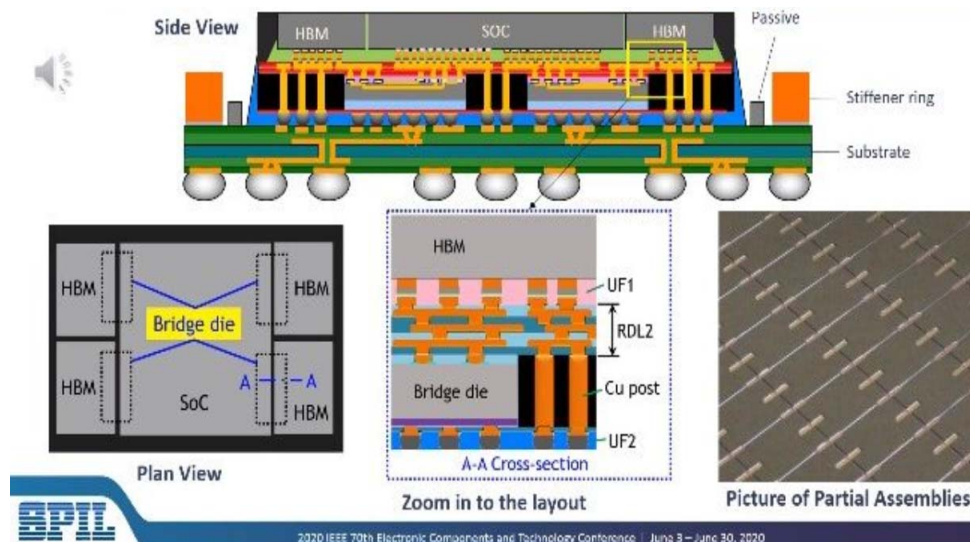 Side View
HBM
SOC
HBM
Passive
Stiffener ring
Substrate
HBM
HBM
Bridge die
HBM
A
A
SoC
HBM
Plan View
HBM
UF1
RDL2
Bridge die
Cu post
UF2
A-A Cross-section
Zoom in to the layout
Picture of Partial Assemblies
SPIL
2020 IEEE 70th Electronic Components and Technology Conference | June 3 – June 30, 2020